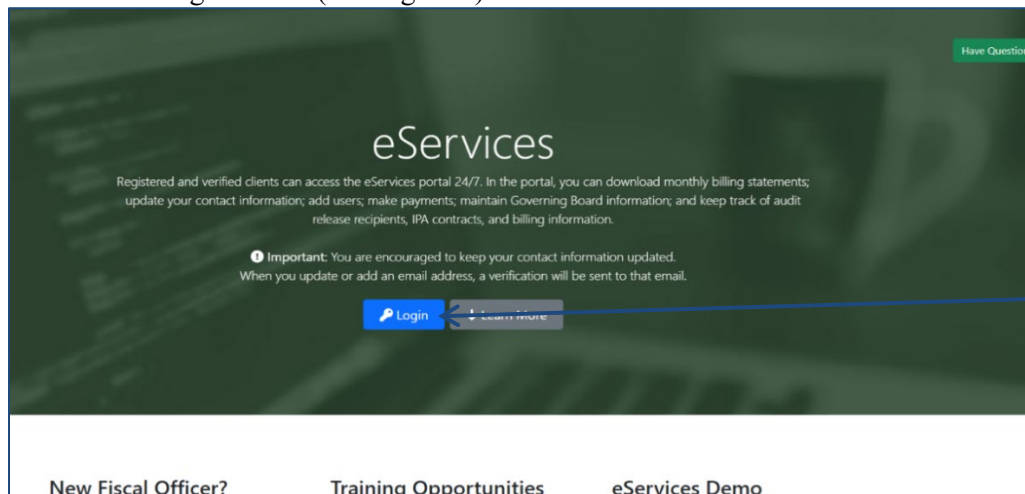 Have Question
eServices
Registered and verified clients can access the eServices portal 24/7. In the portal, you can download monthly billing statements;
update your contact information; add users; make payments; maintain Governing Board information; and keep track of audit
release recipients, IPA contracts, and billing information.
Important: You are encouraged to keep your contact information updated.
When you update or add an email address, a verification will be sent to that email.
Login Learn More
New Fiscal Officer? Training Opportunities eServices Demo